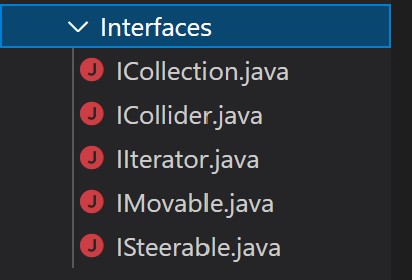 Interfaces
J ICollection.java
J ICollider.java
J IIterator.java
J IMovable.java
J ISteerable.java